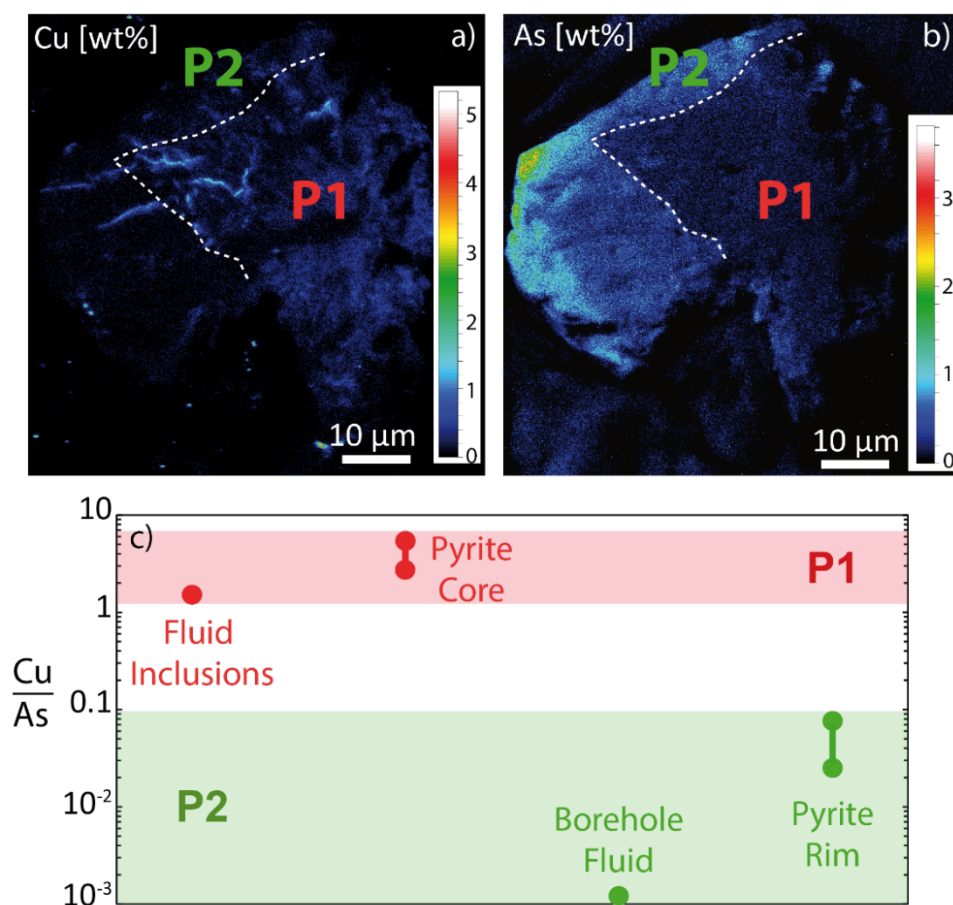 Cu [wt%]
a)
P2
P1
5
4
3
2
1
0
10 µm
As [wt%]
b)
P2
P1
3
2
1
0
10 µm
c)
Cu
As
10
1
0.1
10-2
10-3
Fluid
Inclusions
Pyrite
Core
P1
P2
Borehole
Fluid
Pyrite
Rim